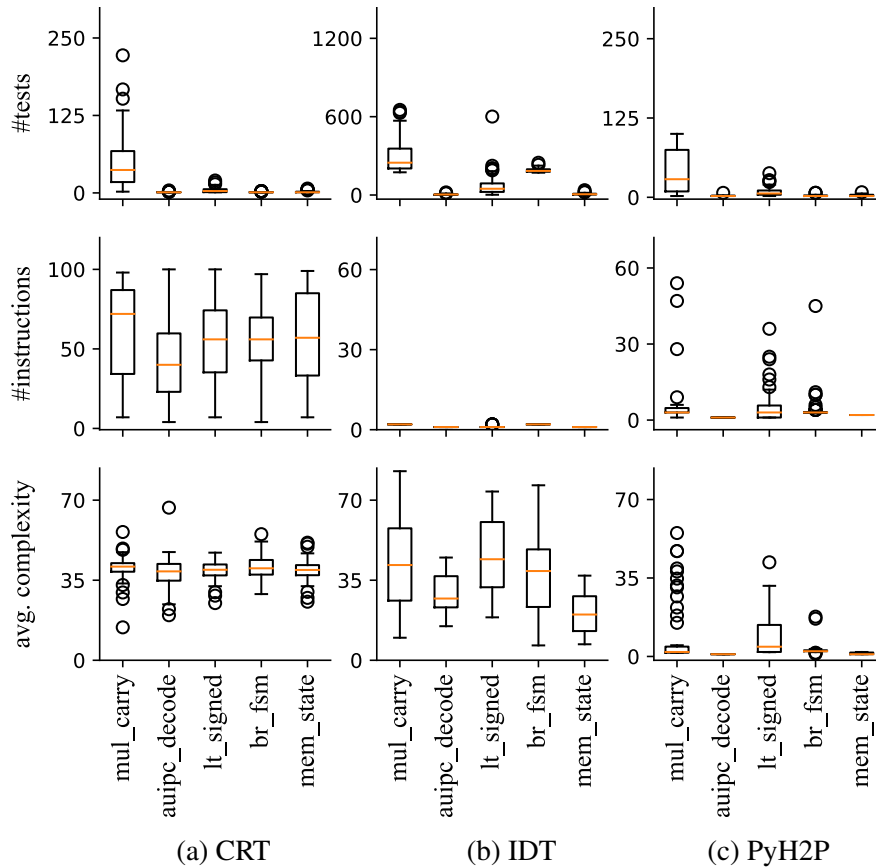 #tests
250
125
0
1200
600
0
250
125
0
#instructions
100
50
0
60
30
0
60
30
0
avg. complexity
70
35
0
70
35
0
70
35
0
mul_carry
auipc_decode
lt_signed
br_fsm
mem_state
mul_carry
auipc_decode
lt_signed
br_fsm
mem_state
mul_carry
auipc_decode
lt_signed
br_fsm
mem_state
(a) CRT
(b) IDT
(c) PyH2P